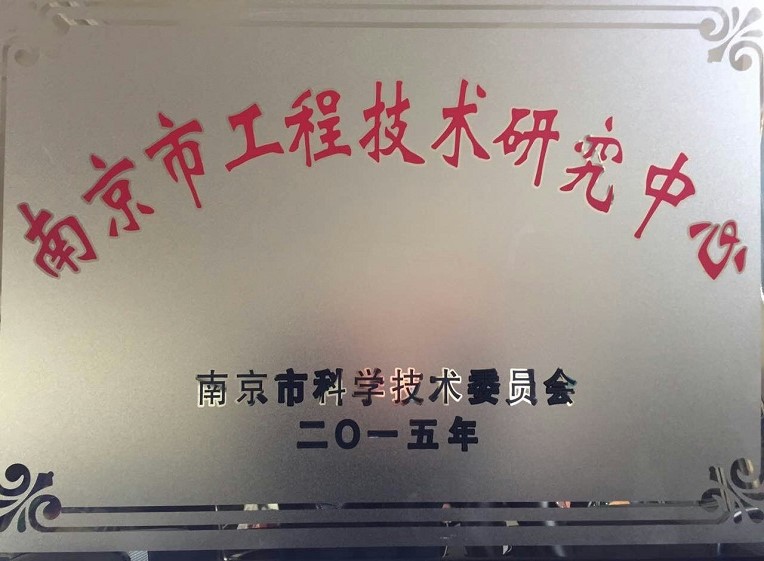 南京市工程技术研究中心
南京市科学技术委员会
二〇一五年